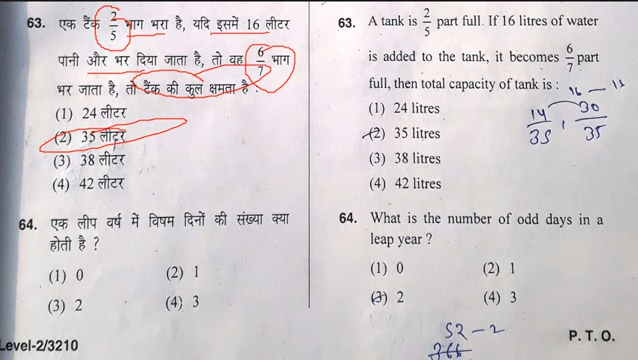 63. एक टैंक 2/5 भाग भरा है, यदि इसमें 16 लीटर
पानी और भर दिया जाता है, तो वह 6/7 भाग
भर जाता है, तो टैंक की कुल क्षमता है :
(1) 24 लीटर
(2) 35 लीटर
(3) 38 लीटर
(4) 42 लीटर
64. एक लीप वर्ष में विषम दिनों की संख्या क्या
होती है ?
(1) 0 (2) 1
(3) 2 (4) 3
Level-2/3210
63. A tank is 2/5 part full. If 16 litres of water
is added to the tank, it becomes 6/7 part
full, then total capacity of tank is :
16 —
(1) 24 litres
14/35, 30/35
(2) 35 litres
(3) 38 litres
(4) 42 litres
64. What is the number of odd days in a
leap year ?
(1) 0 (2) 1
(3) 2 (4) 3
52 - 2
366
P. T. O.